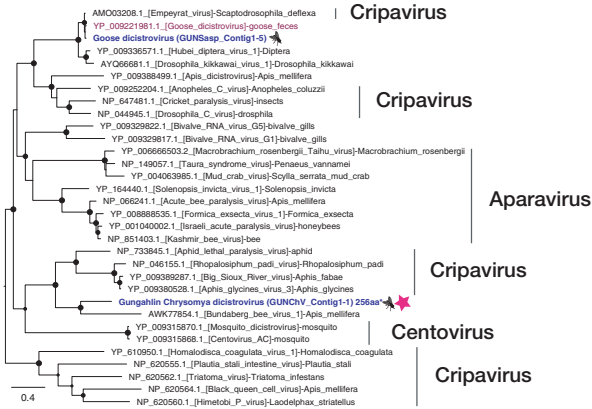 AMO03208.1_[Empeyrat_virus]-Scaptodrosophila_deflexa
YP_009221981.1_[Goose_dicistrovirus]-goose_feces
Goose dicistrovirus (GUNSasp_Contig1-5)
YP_009336571.1_[Hubei_diptera_virus_1]-Diptera
AYQ66681.1_[Drosophila_kikkawai_virus_1]-Drosophila_kikkawai
Cripavirus
YP_009388499.1_[Apis_dicistrovirus]-Apis_mellifera
YP_009252204.1_[Anopheles_C_virus]-Anopheles_coluzzii
NP_647481.1_[Cricket_paralysis_virus]-insects
NP_044945.1_[Drosophila_C_virus]-drosphila
Cripavirus
YP_009329822.1_[Bivalve_RNA_virus_G5]-bivalve_gills
YP_009329817.1_[Bivalve_RNA_virus_G1]-bivalve_gills
YP_006666503.2_[Macrobrachium_rosenbergii_Taihu_virus]-Macrobrachium_rosenbergii
NP_149057.1_[Taura_syndrome_virus]-Penaeus_vannamei
YP_004063985.1_[Mud_crab_virus]-Scylla_serrata_mud_crab
YP_164440.1_[Solenopsis_invicta_virus_1]-Solenopsis_invicta
NP_066241.1_[Acute_bee_paralysis_virus]-Apis_mellifera
YP_008888535.1_[Formica_exsecta_virus_1]-Formica_exsecta
YP_001040002.1_[Israeli_acute_paralysis_virus]-honeybees
NP_851403.1_[Kashmir_bee_virus]-bee
Aparavirus
NP_733845.1_[Aphid_lethal_paralysis_virus]-aphid
NP_046155.1_[Rhopalosiphum_padi_virus]-Rhopalosiphum_padi
YP_009389287.1_[Big_Sioux_River_virus]-Aphis_fabae
YP_009380528.1_[Aphis_glycines_virus_3]-Aphis_glycines
Gungahlin Chrysomya dicistrovirus (GUNChV_Contig1-1) 256aa*
AWK77854.1_[Bundaberg_bee_virus_1]-Apis_mellifera
Cripavirus
YP_009315870.1_[Mosquito_dicistrovirus]-mosquito
YP_009315868.1_[Centovirus_AC]-mosquito
Centovirus
YP_610950.1_[Homalodisca_coagulata_virus_1]-Homalodisca_coagulata
NP_620555.1_[Plautia_stali_intestine_virus]-Plautia_stali
NP_620562.1_[Triatoma_virus]-Triatoma_infestans
NP_620564.1_[Black_queen_cell_virus]-Apis_mellifera
NP_620560.1_[Himetobi_P_virus]-Laodelphax_striatellus
Cripavirus
0.4